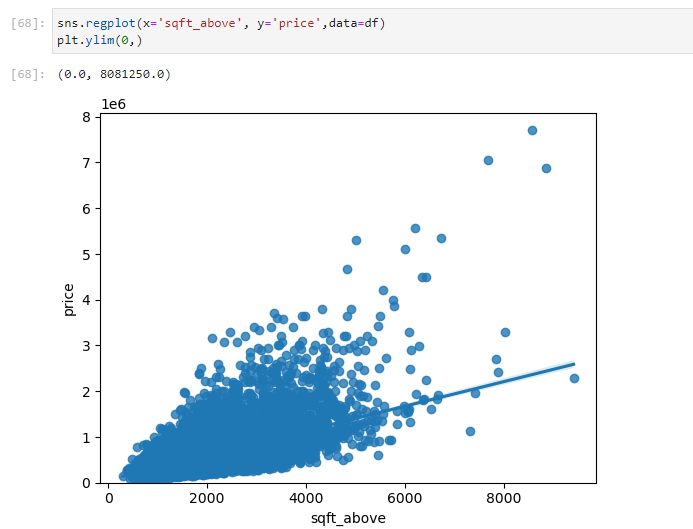 [68]: sns.regplot(x='sqft_above', y='price',data=df)
plt.ylim(0,)
[68]: (0.0, 8081250.0)
1e6
8
7
6
5
4
3
2
1
0
price
0 2000 4000 6000 8000
sqft_above